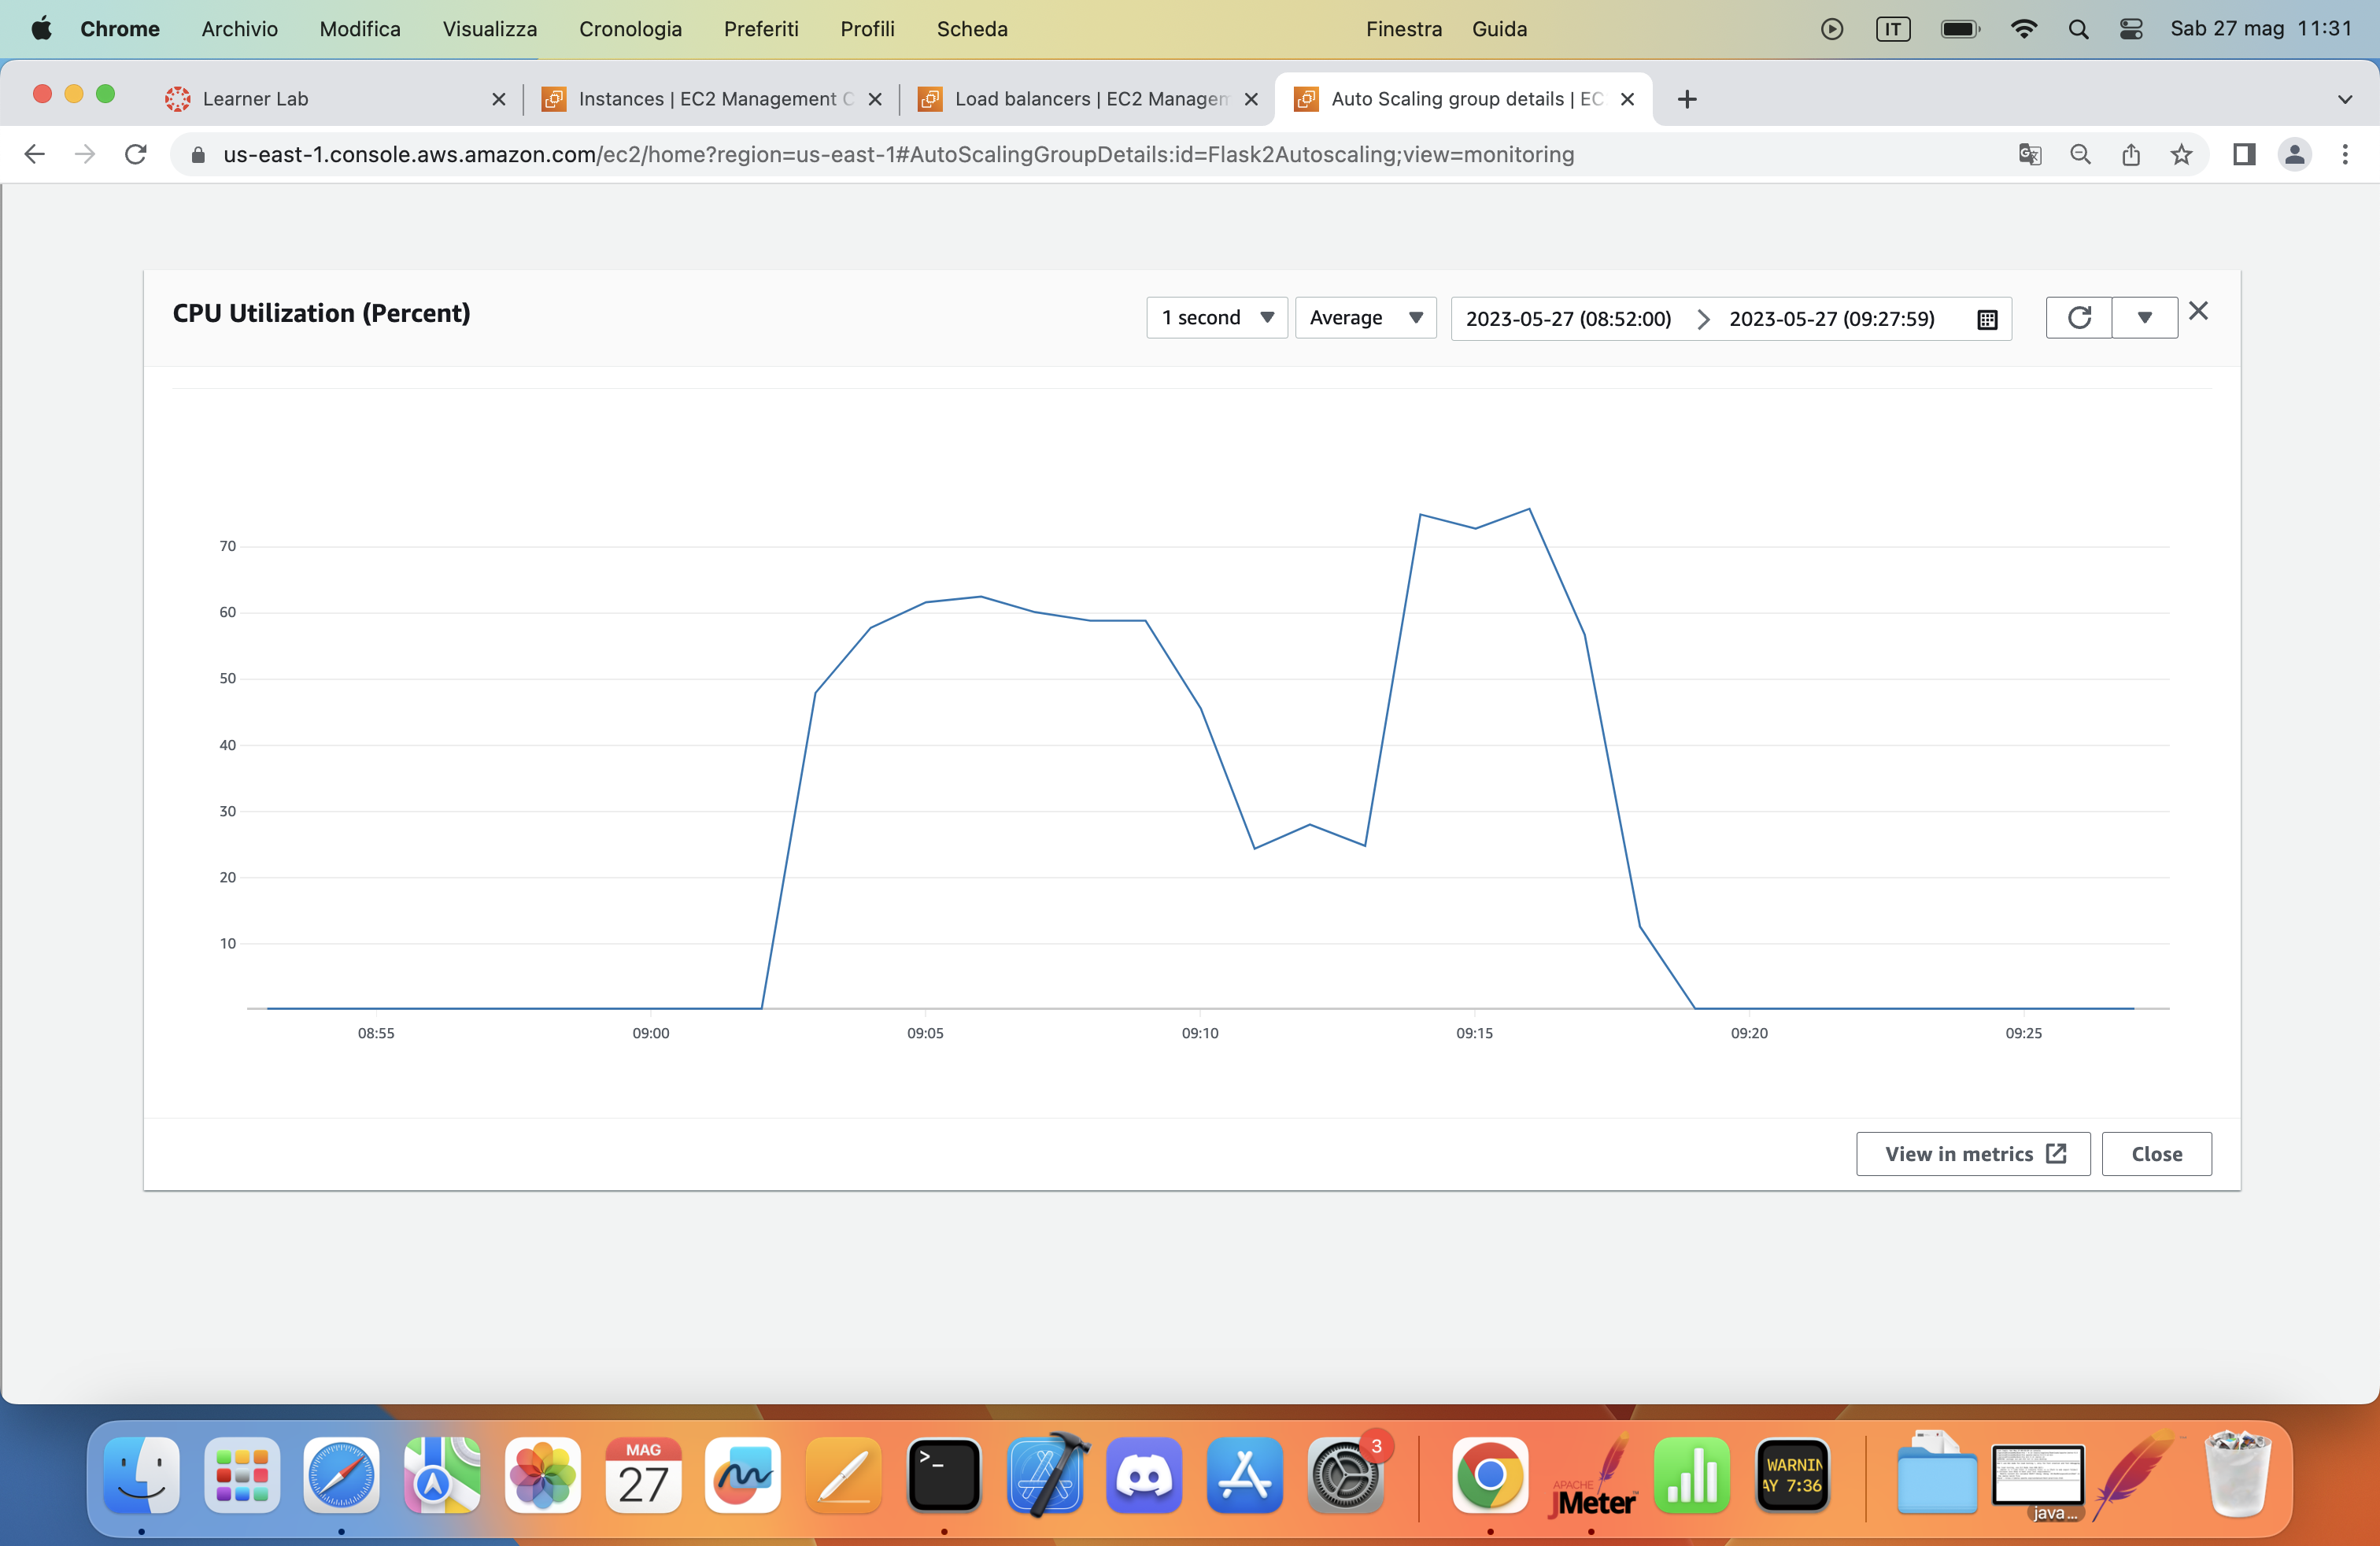 Chrome Archivio Modifica Visualizza Cronologia Preferiti Profili Scheda Finestra Guida IT Sab 27 mag 11:31
Learner Lab Instances | EC2 Management C Load balancers | EC2 Managem Auto Scaling group details | EC
us-east-1.console.aws.amazon.com/ec2/home?region=us-east-1#AutoScalingGroupDetails:id=Flask2Autoscaling;view=monitoring
CPU Utilization (Percent) 1 second Average 2023-05-27 (08:52:00) 2023-05-27 (09:27:59)
70
60
50
40
30
20
10
08:55 09:00 09:05 09:10 09:15 09:20 09:25
View in metrics Close
MAG 3
27
WARNIN
AY 7:36
APACHE
JMeter
java...